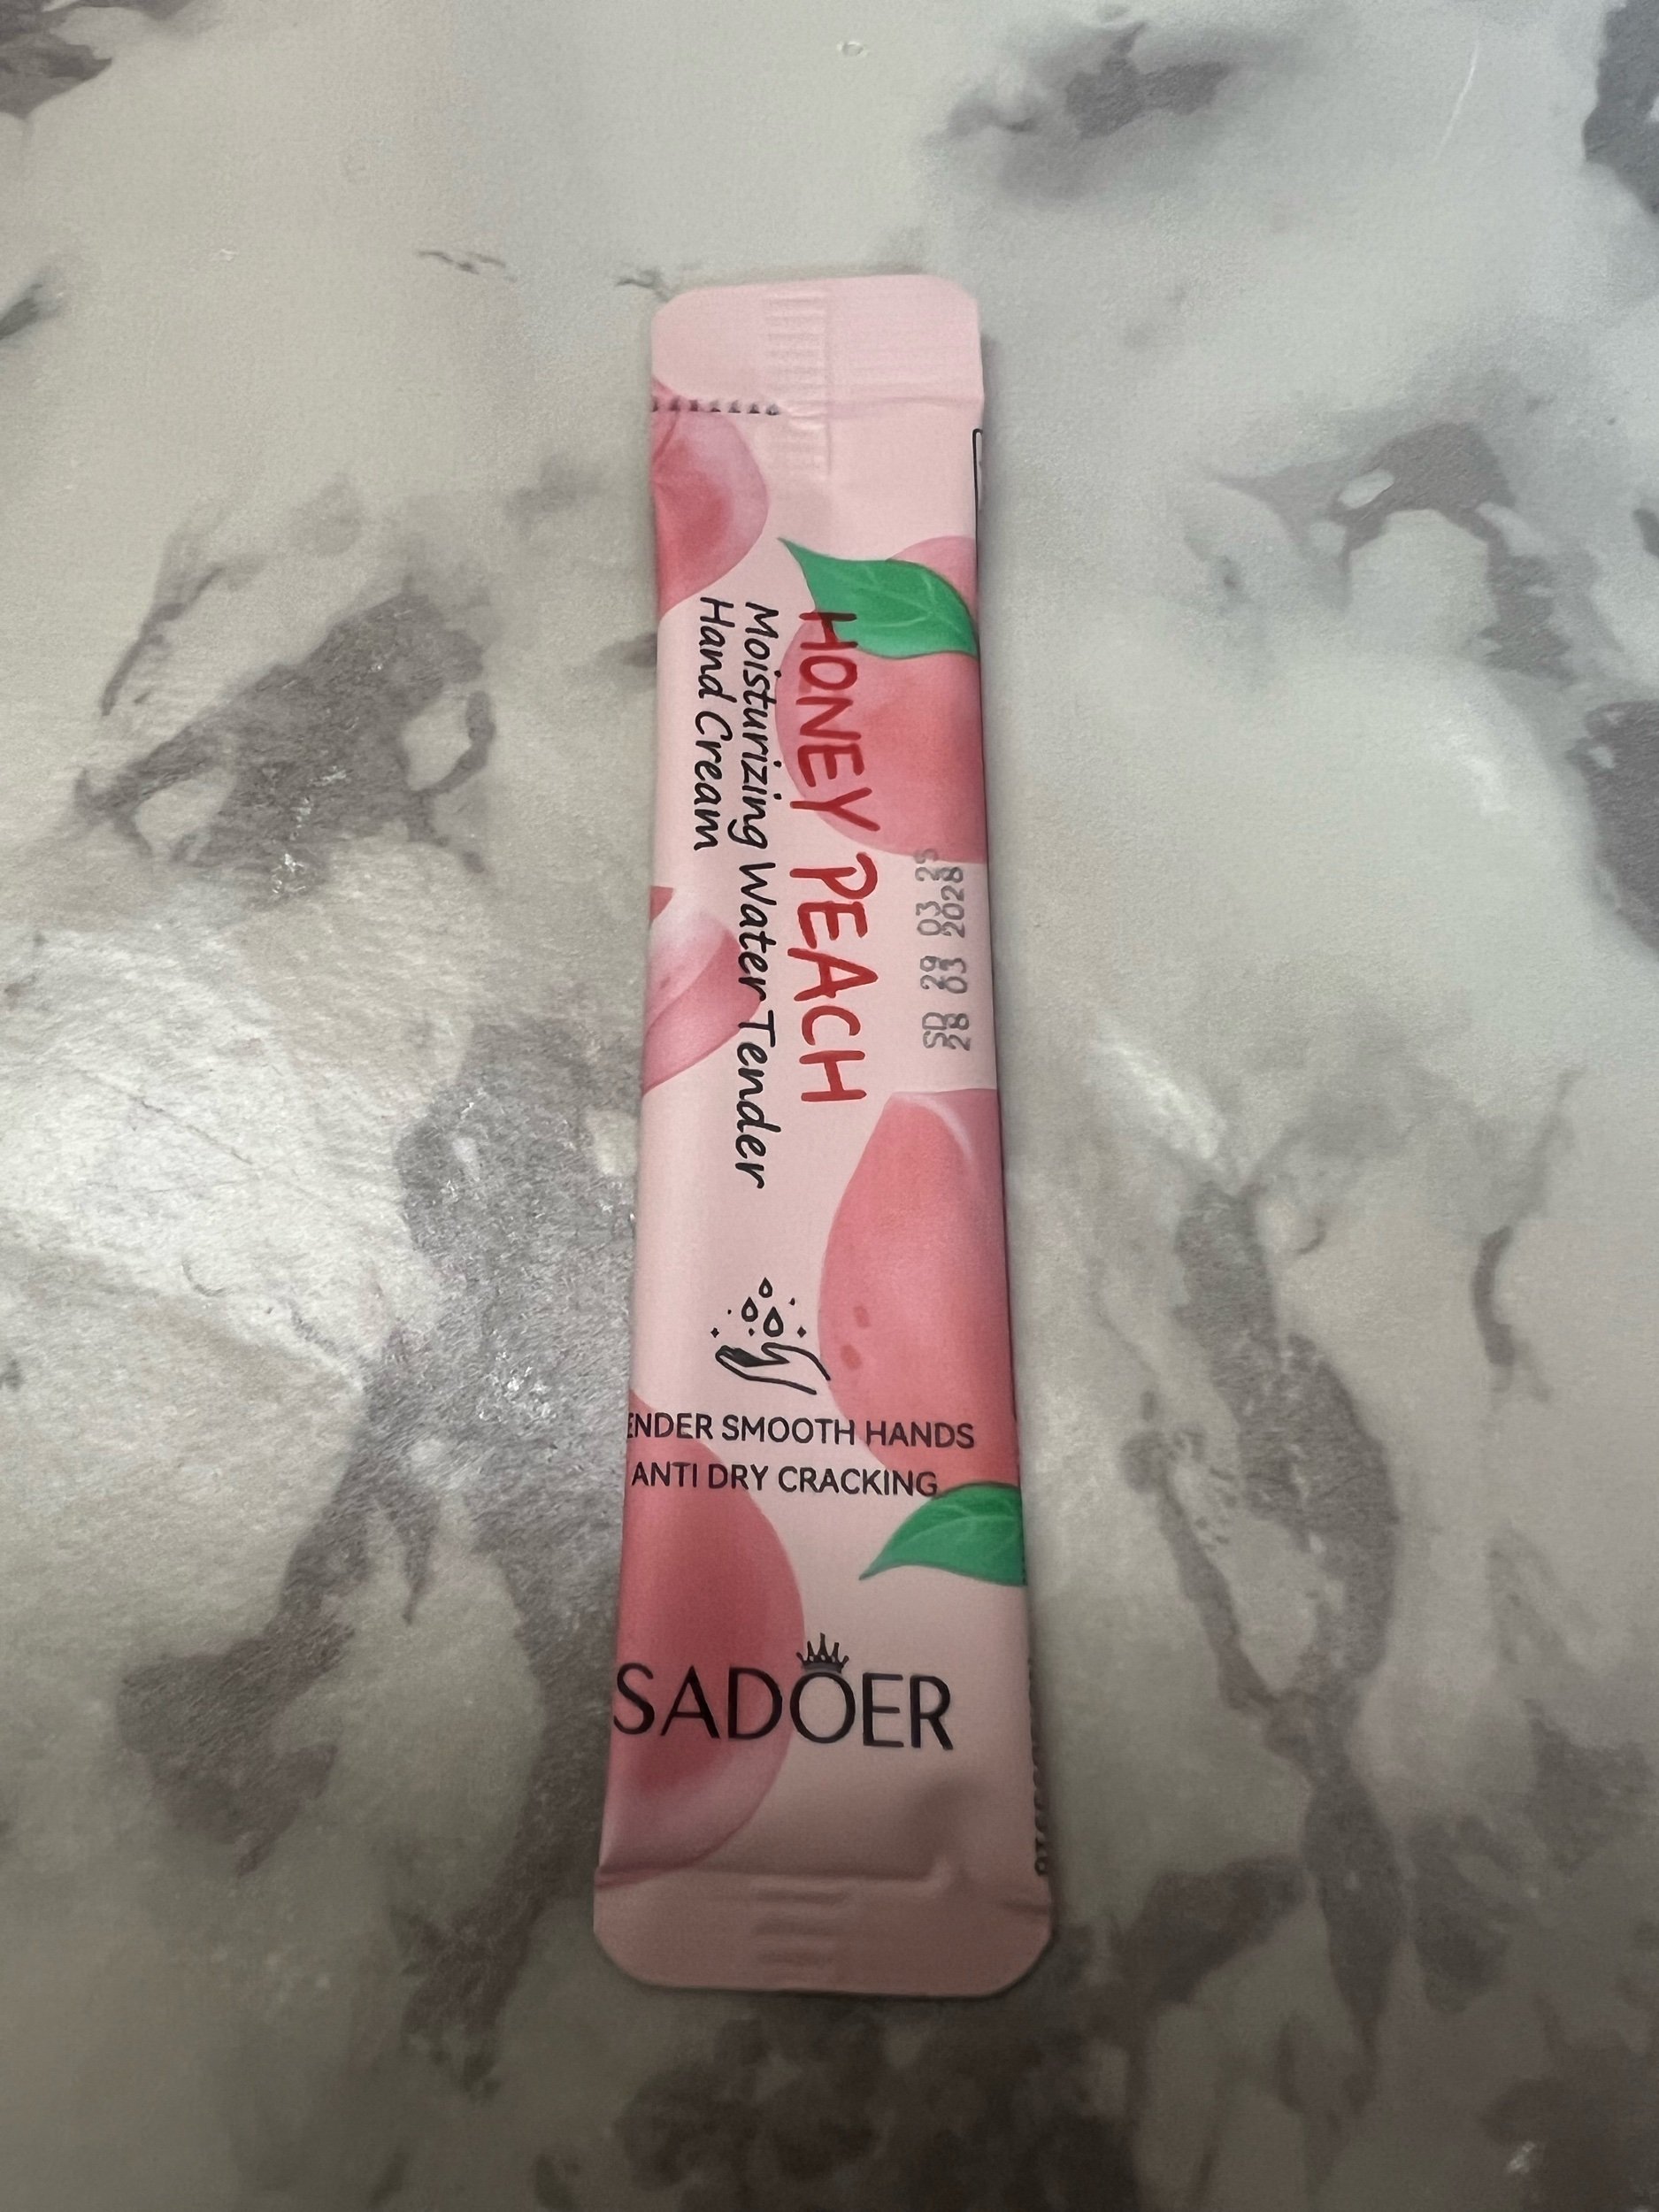 HONEY PEACH
Moisturizing Water Tender
Hand Cream
SD 29 03 25
28 03 2028
ENDER SMOOTH HANDS
ANTI DRY CRACKING
SADOER